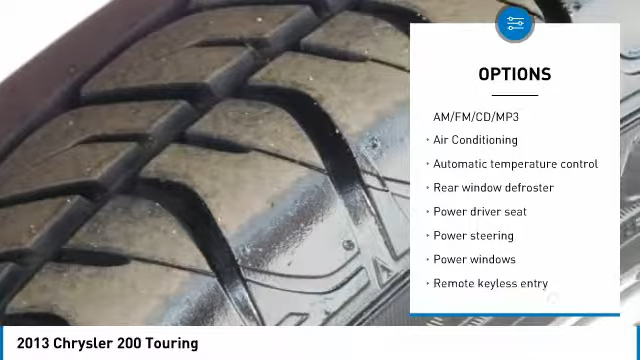 OPTIONS
AM/FM/CD/MP3
Air Conditioning
Automatic temperature control
Rear window defroster
Power driver seat
Power steering
Power windows
Remote keyless entry
2013 Chrysler 200 Touring